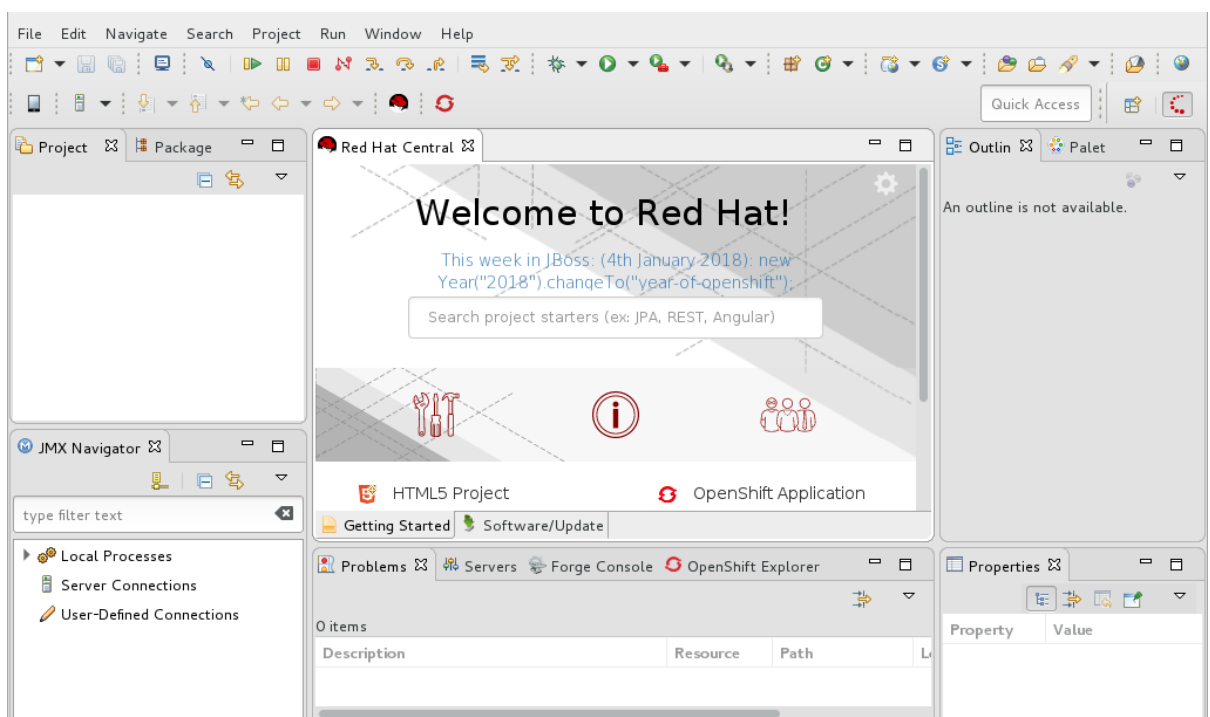 File Edit Navigate Search Project Run Window Help
Quick Access
Project Package
Red Hat Central
Outlin Palet
An outline is not available.
Welcome to Red Hat!
This week in JBoss: (4th January 2018): new
Year("2018").changeTo("year-of-openshift");
Search project starters (ex: JPA, REST, Angular)
HTML5 Project OpenShift Application
Getting Started Software/Update
JMX Navigator
type filter text
Local Processes
Server Connections
User-Defined Connections
Problems Servers Forge Console OpenShift Explorer
0 items
Description Resource Path
Properties
Property Value